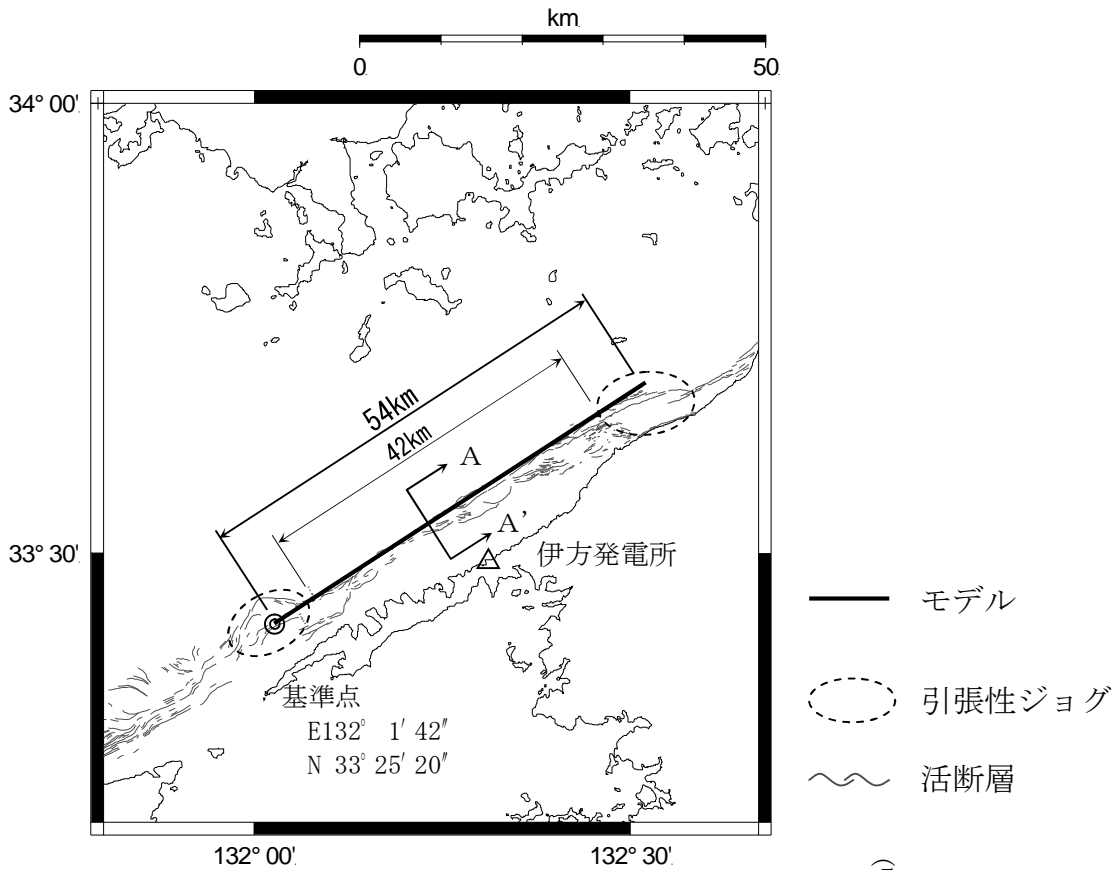 km
0
50
34° 00′
54km
42km
A
A’
伊方発電所
33° 30′
モデル
基準点
E132° 1′ 42″
N 33° 25′ 20″
引張性ジョグ
活断層
132° 00′
132° 30′